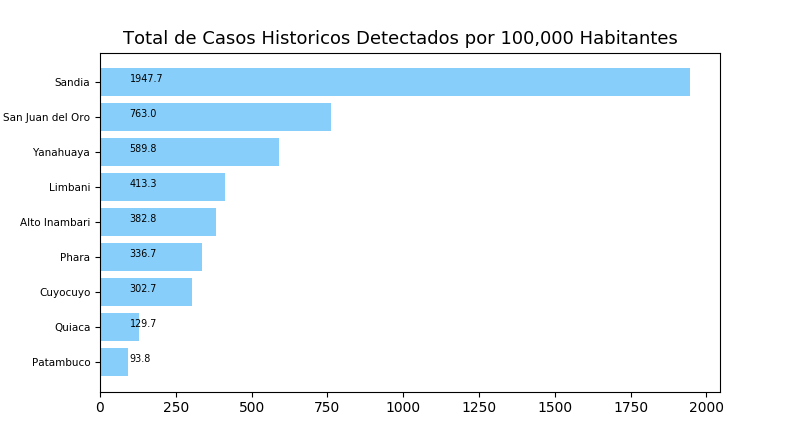 Total de Casos Historicos Detectados por 100,000 Habitantes
Sandia 1947.7
San Juan del Oro 763.0
Yanahuaya 589.8
Limbani 413.3
Alto Inambari 382.8
Phara 336.7
Cuyocuyo 302.7
Quiaca 129.7
Patambuco 93.8
0 250 500 750 1000 1250 1500 1750 2000